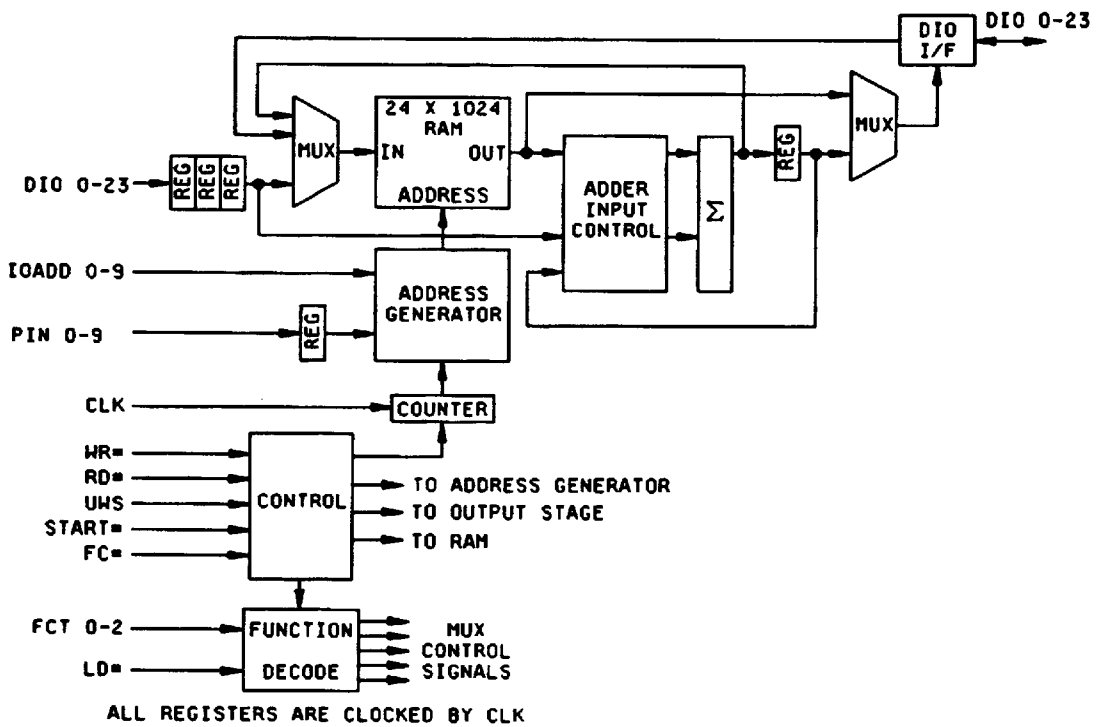 DIO 0-23
DIO
I/F
24 X 1024
RAM
MUX
IN
OUT
MUX
REG
DIO 0-23
REG
REG
REG
ADDRESS
ADDER
INPUT
CONTROL
Σ
IOADD 0-9
ADDRESS
GENERATOR
PIN 0-9
REG
CLK
COUNTER
WR#
RD#
UWS
START#
FC#
CONTROL
TO ADDRESS GENERATOR
TO OUTPUT STAGE
TO RAM
FCT 0-2
LD#
FUNCTION
DECODE
MUX
CONTROL
SIGNALS
ALL REGISTERS ARE CLOCKED BY CLK